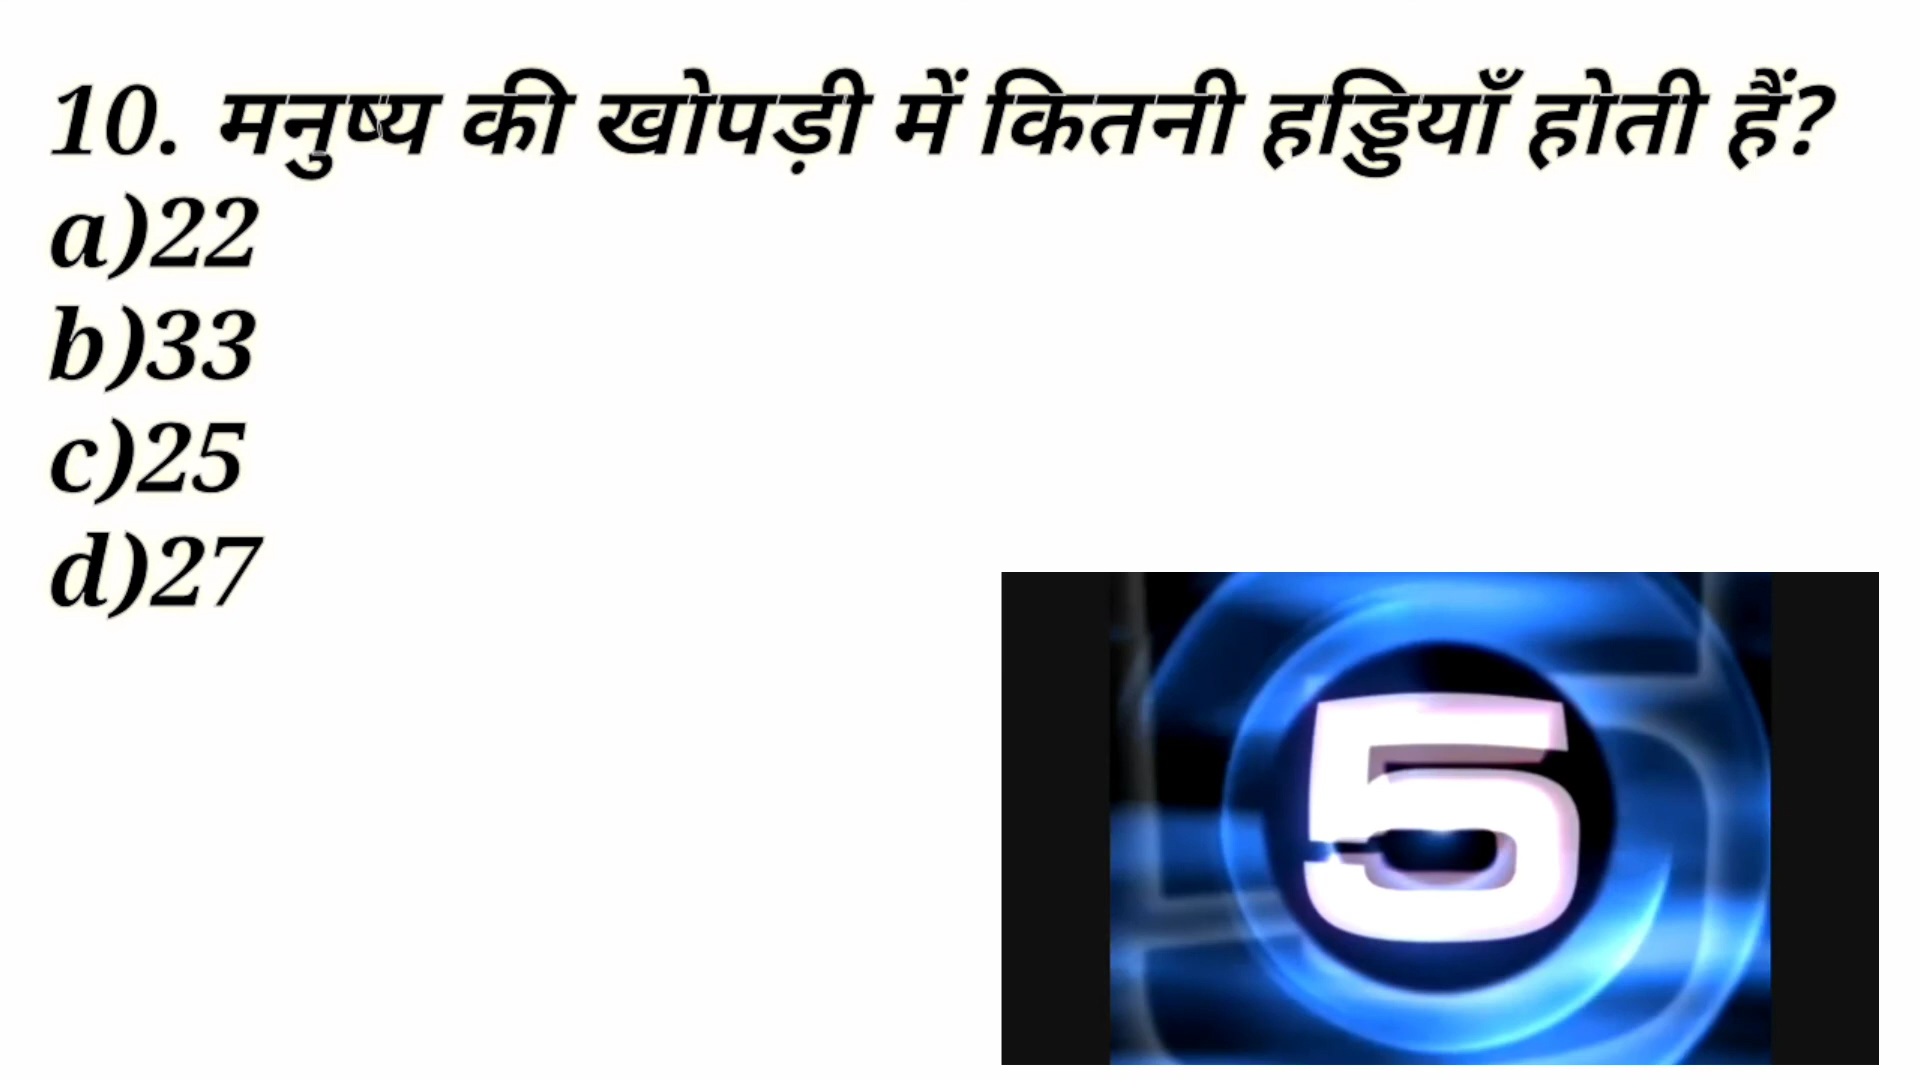 10. मनुष्य की खोपड़ी में कितनी हड्डियाँ होती हैं?
a)22
b)33
c)25
d)27
5